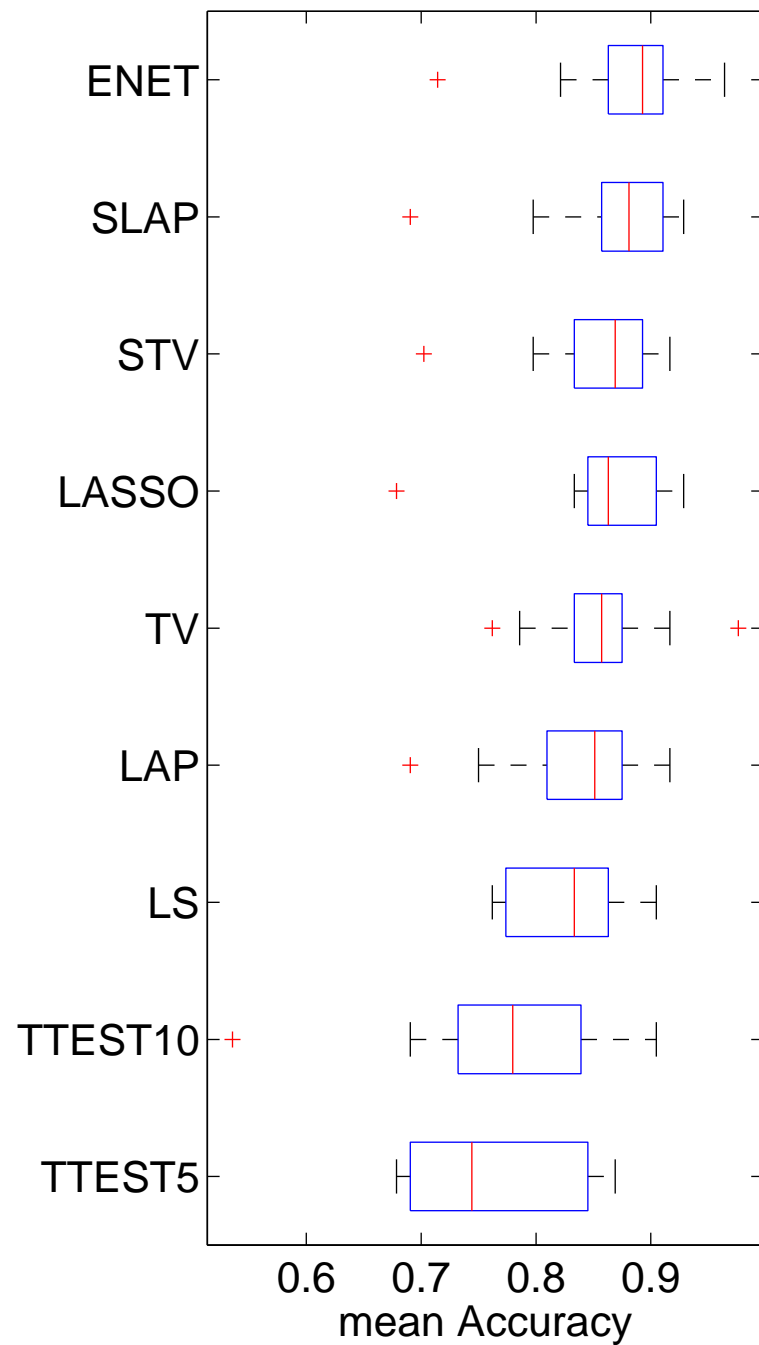 ENET
SLAP
STV
LASSO
TV
LAP
LS
TTEST10
TTEST5
0.6 0.7 0.8 0.9
mean Accuracy